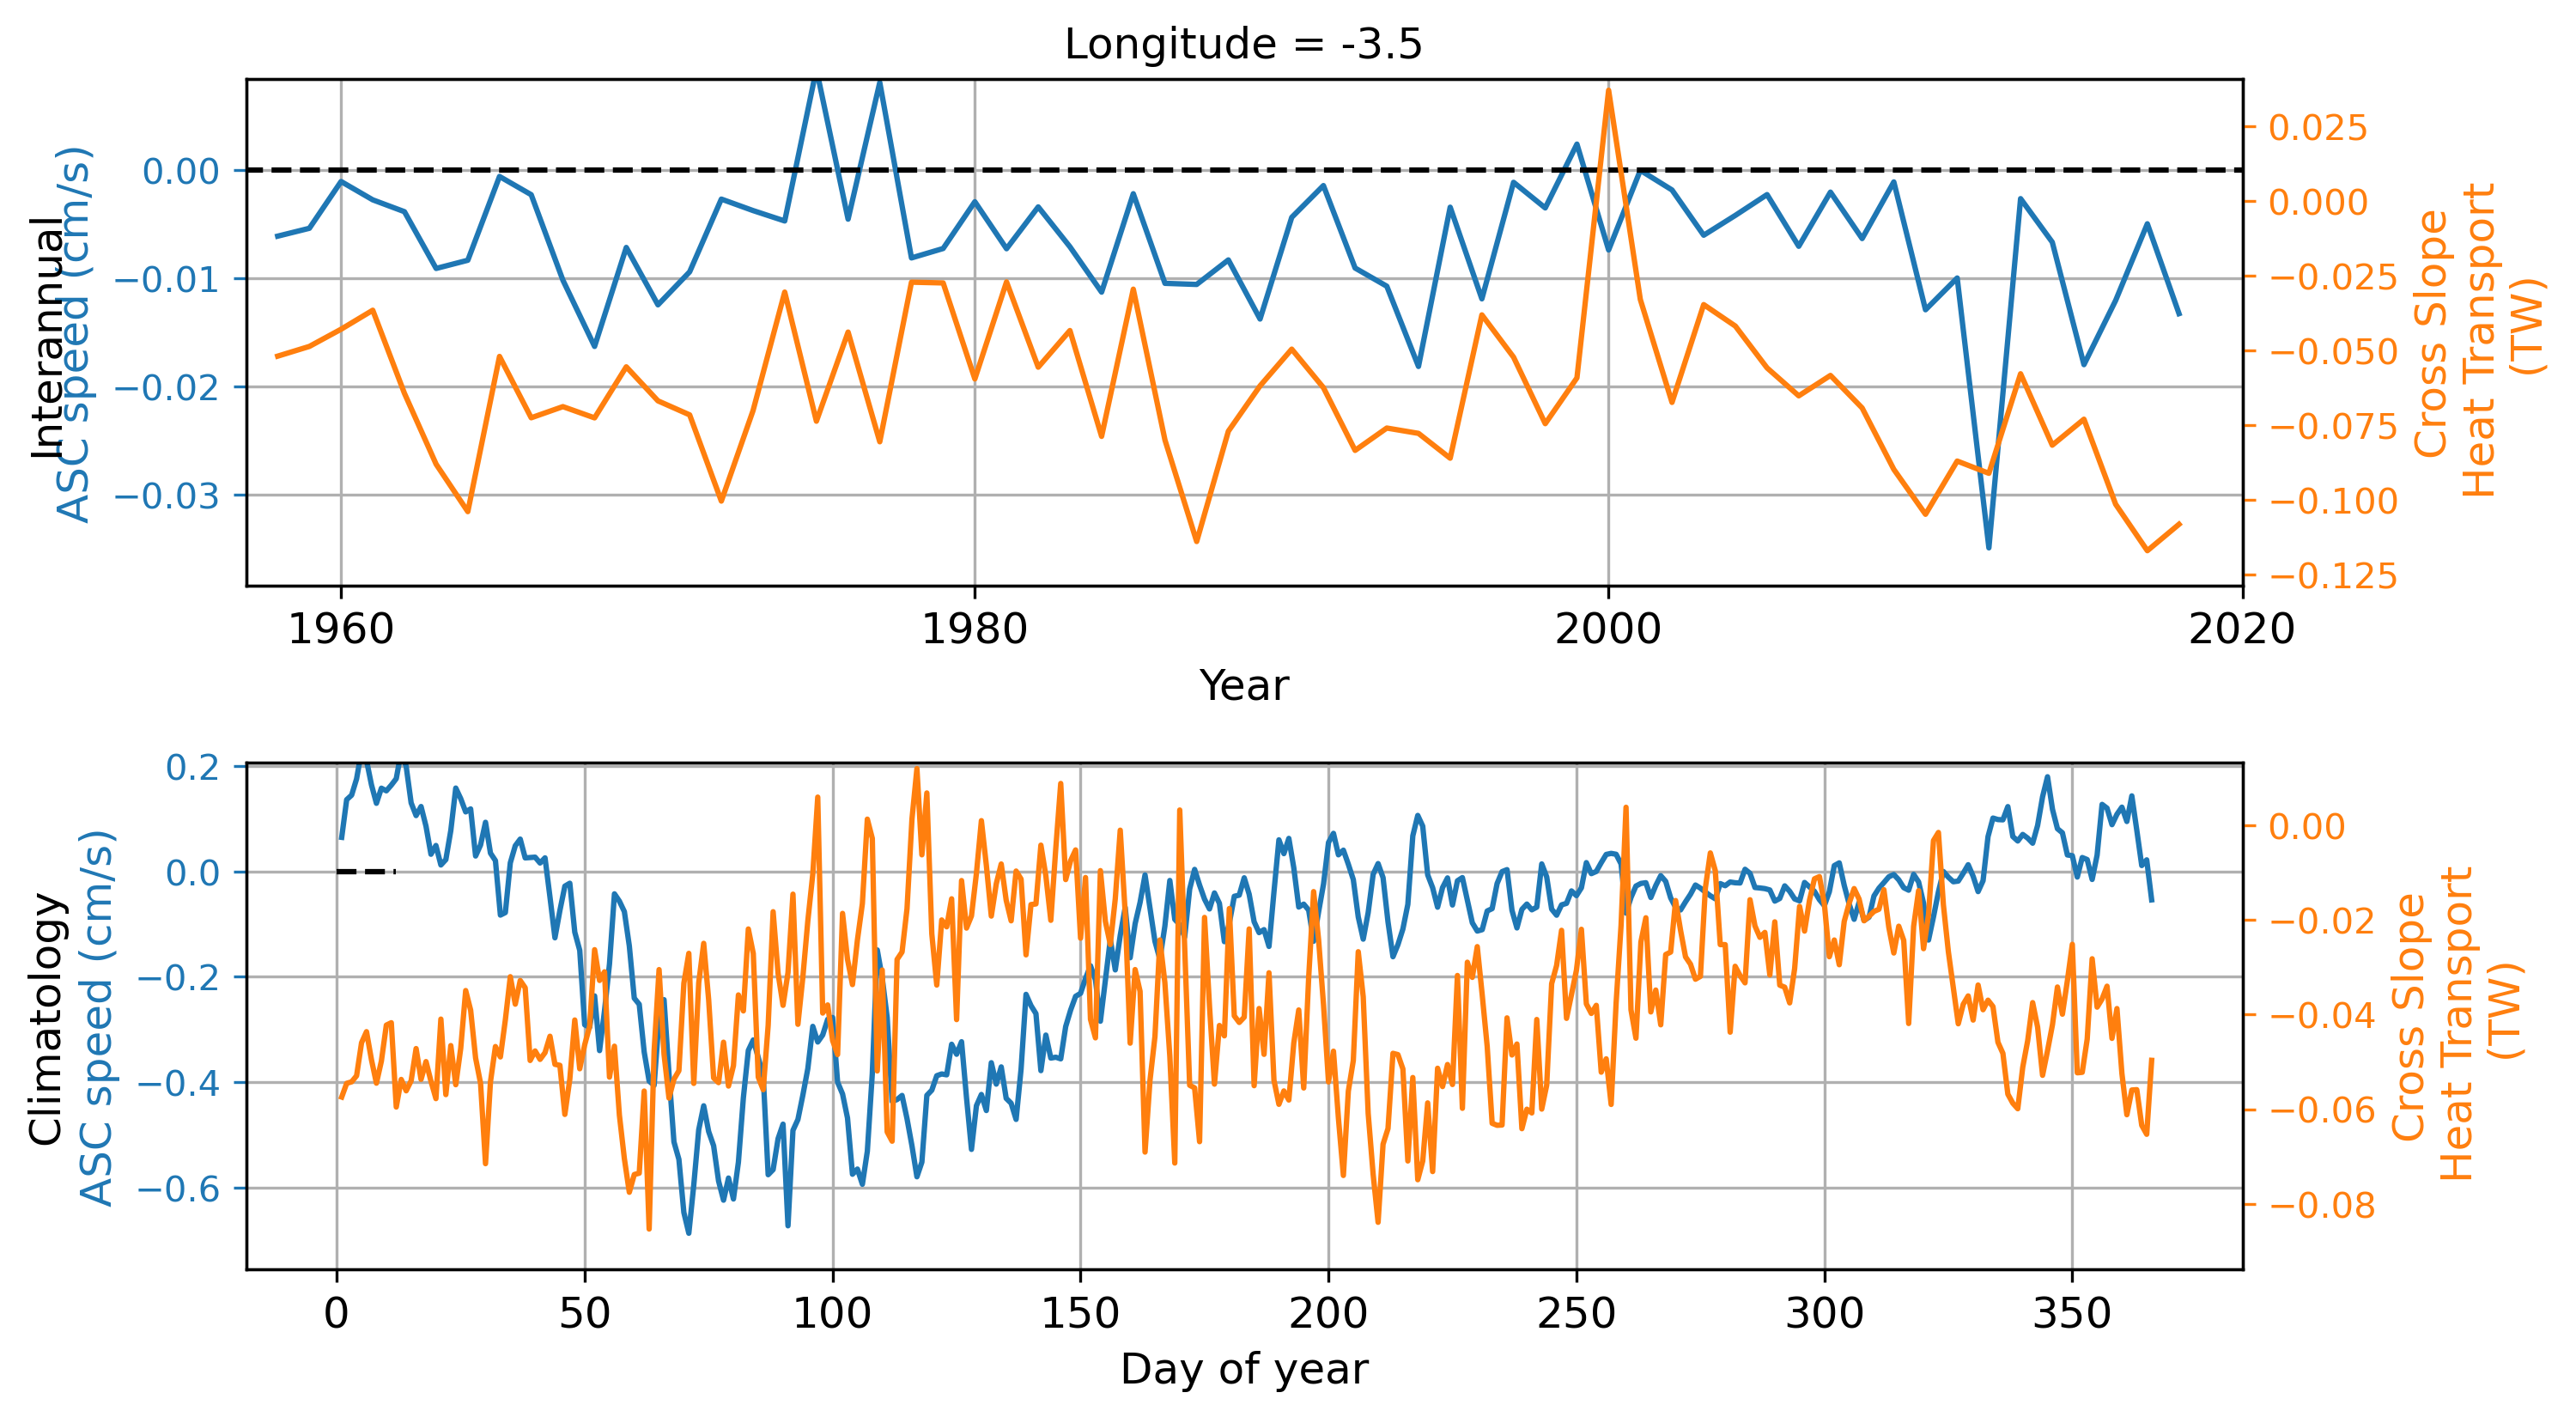 Longitude = -3.5
Interannual
ASC speed (cm/s)
0.00
−0.01
−0.02
−0.03
0.025
0.000
−0.025
−0.050
−0.075
−0.100
−0.125
Cross Slope
Heat Transport
(TW)
1960 1980 2000 2020
Year
Climatology
ASC speed (cm/s)
0.2
0.0
−0.2
−0.4
−0.6
0.00
−0.02
−0.04
−0.06
−0.08
Cross Slope
Heat Transport
(TW)
0 50 100 150 200 250 300 350
Day of year